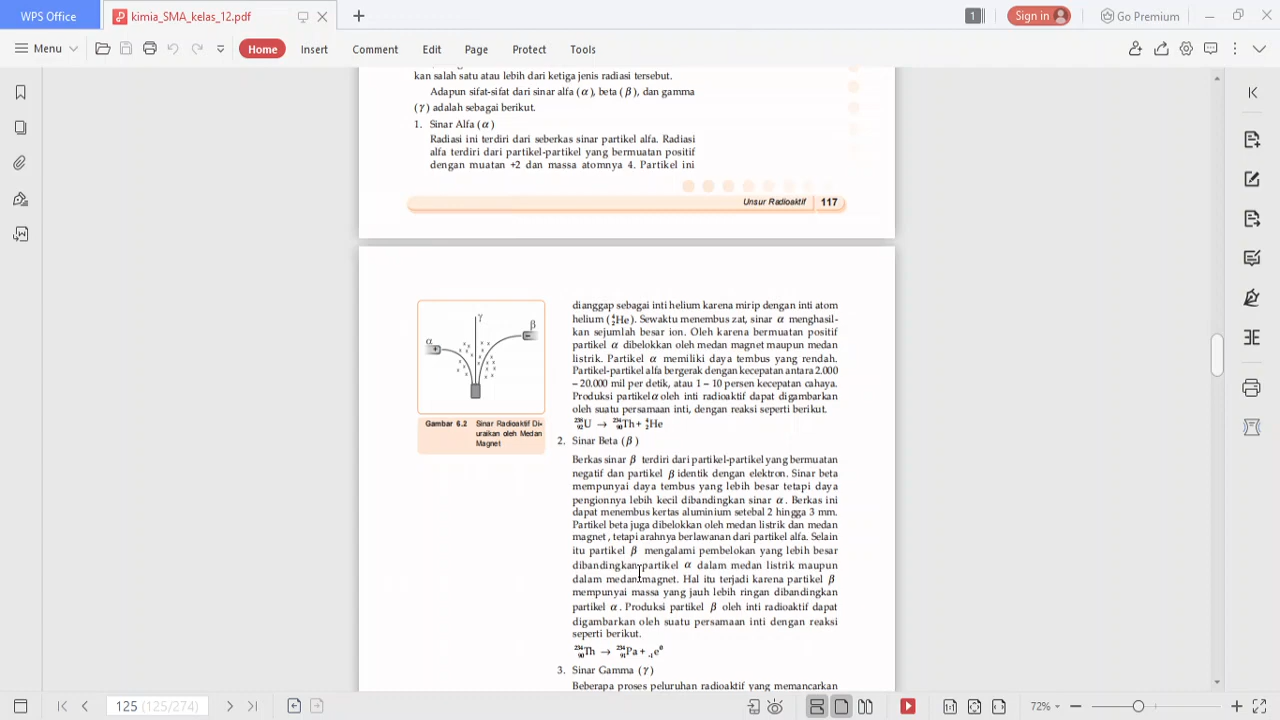 WPS Office
kimia_SMA_kelas_12.pdf
1
Sign in
Go Premium
Menu
Home
Insert
Comment
Edit
Page
Protect
Tools
kan salah satu atau lebih dari ketiga jenis radiasi tersebut.
Adapun sifat-sifat dari sinar alfa (α), beta (β), dan gamma
(γ) adalah sebagai berikut.
1. Sinar Alfa (α)
Radiasi ini terdiri dari seberkas sinar partikel alfa. Radiasi
alfa terdiri dari partikel-partikel yang bermuatan positif
dengan muatan +2 dan massa atomnya 4. Partikel ini
Unsur Radioaktif 117
γ
β
α
+
−
Gambar 6.2 Sinar Radioaktif Di-
uraikan oleh Medan
Magnet
dianggap sebagai inti helium karena mirip dengan inti atom
helium (⁴₂He). Sewaktu menembus zat, sinar α menghasil-
kan sejumlah besar ion. Oleh karena bermuatan positif
partikel α dibelokkan oleh medan magnet maupun medan
listrik. Partikel α memiliki daya tembus yang rendah.
Partikel-partikel alfa bergerak dengan kecepatan antara 2.000
– 20.000 mil per detik, atau 1 – 10 persen kecepatan cahaya.
Produksi partikel α oleh inti radioaktif dapat digambarkan
oleh suatu persamaan inti, dengan reaksi seperti berikut.
²³⁸₉₂U → ²³⁴₉₀Th + ⁴₂He
2. Sinar Beta (β)
Berkas sinar β terdiri dari partikel-partikel yang bermuatan
negatif dan partikel β identik dengan elektron. Sinar beta
mempunyai daya tembus yang lebih besar tetapi daya
pengionnya lebih kecil dibandingkan sinar α. Berkas ini
dapat menembus kertas aluminium setebal 2 hingga 3 mm.
Partikel beta juga dibelokkan oleh medan listrik dan medan
magnet , tetapi arahnya berlawanan dari partikel alfa. Selain
itu partikel β mengalami pembelokan yang lebih besar
dibandingkan partikel α dalam medan listrik maupun
dalam medan magnet. Hal itu terjadi karena partikel β
mempunyai massa yang jauh lebih ringan dibandingkan
partikel α. Produksi partikel β oleh inti radioaktif dapat
digambarkan oleh suatu persamaan inti dengan reaksi
seperti berikut.
²³⁴₉₀Th → ²³⁴₉₁Pa + ₋₁e⁰
3. Sinar Gamma (γ)
Beberapa proses peluruhan radioaktif yang memancarkan
125 (125/274)
72%